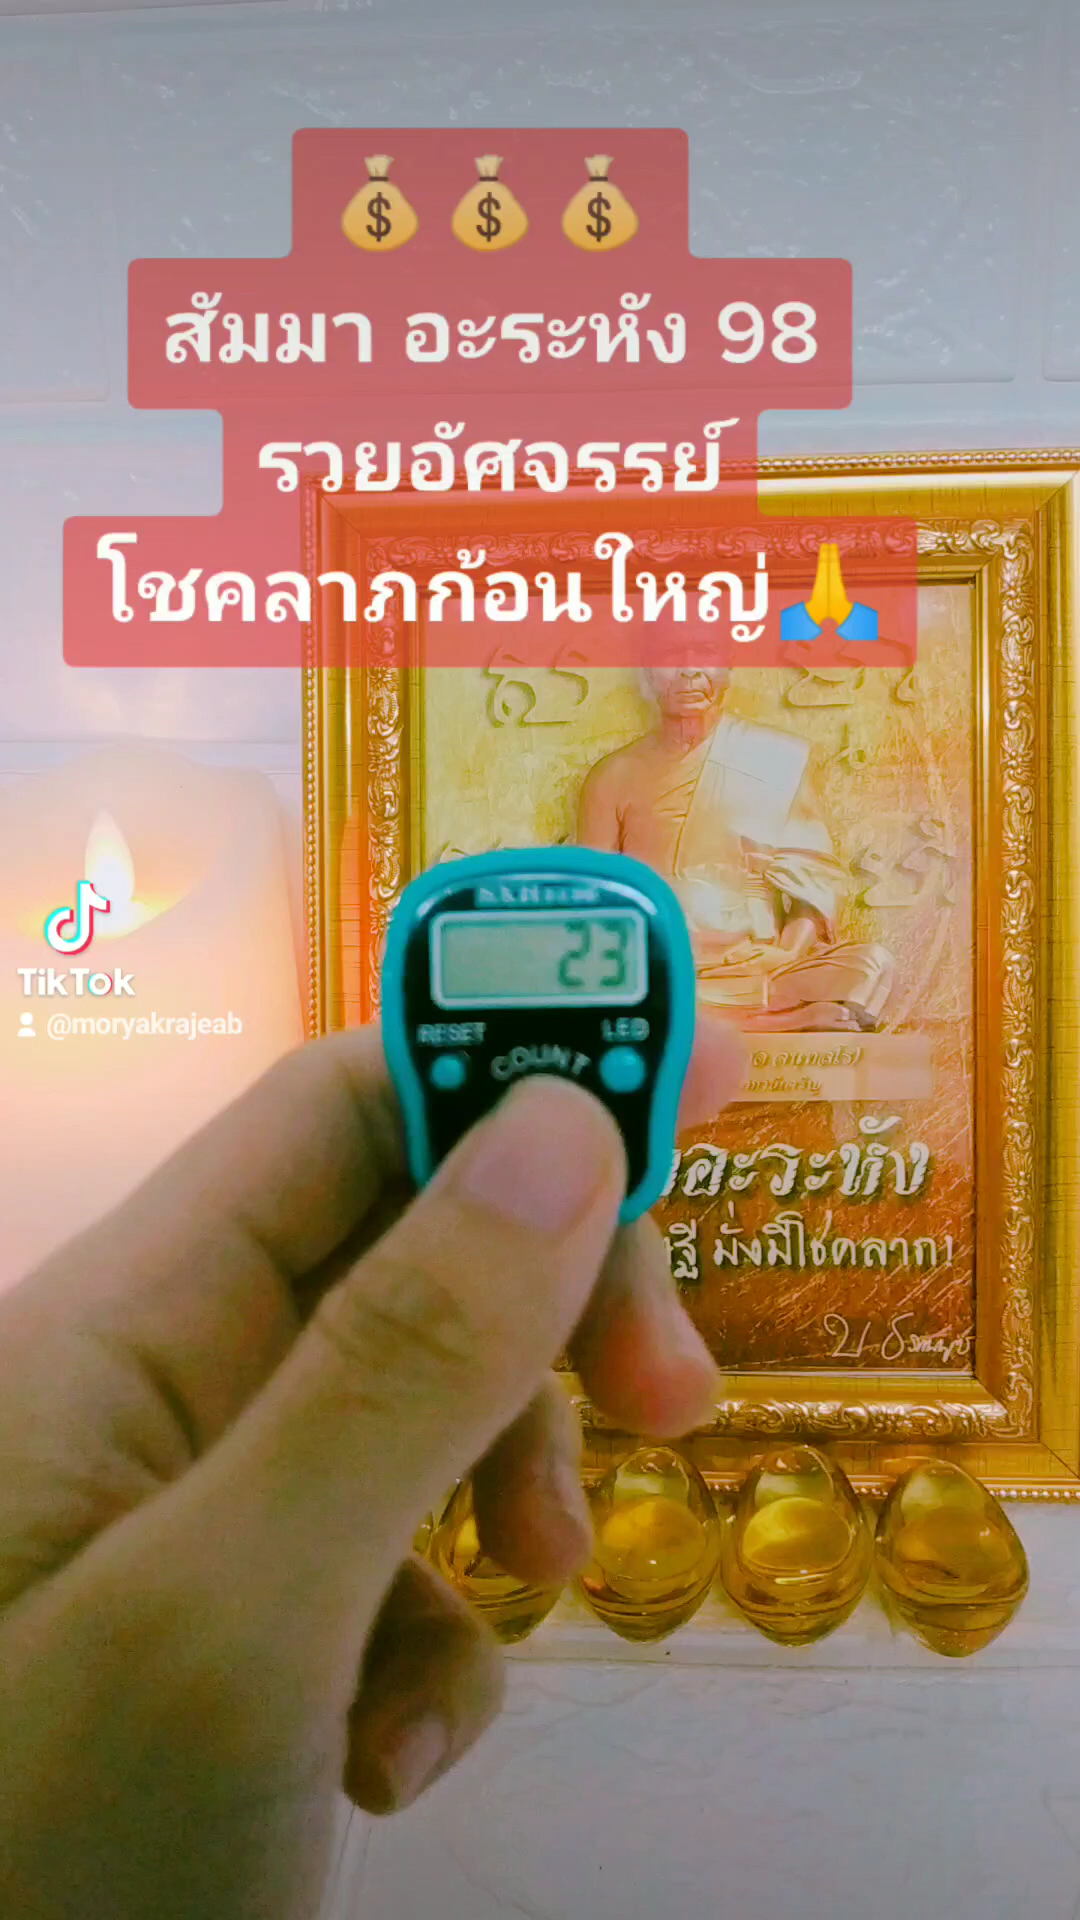 สัมมา อะระหัง 98
รวยอัศจรรย์
โชคลาภก้อนใหญ่
23
RESET
LED
COUNT
TikTok
@moryakrajeab
อะระหัง
มั่งมีโชคลาภ!